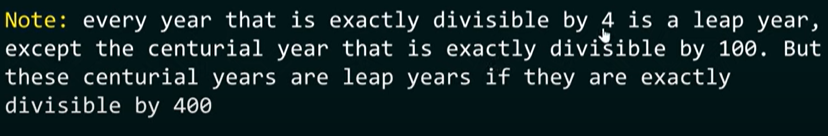 Note: every year that is exactly divisible by 4 is a leap year,
except the centurial year that is exactly divisible by 100. But
these centurial years are leap years if they are exactly
divisible by 400